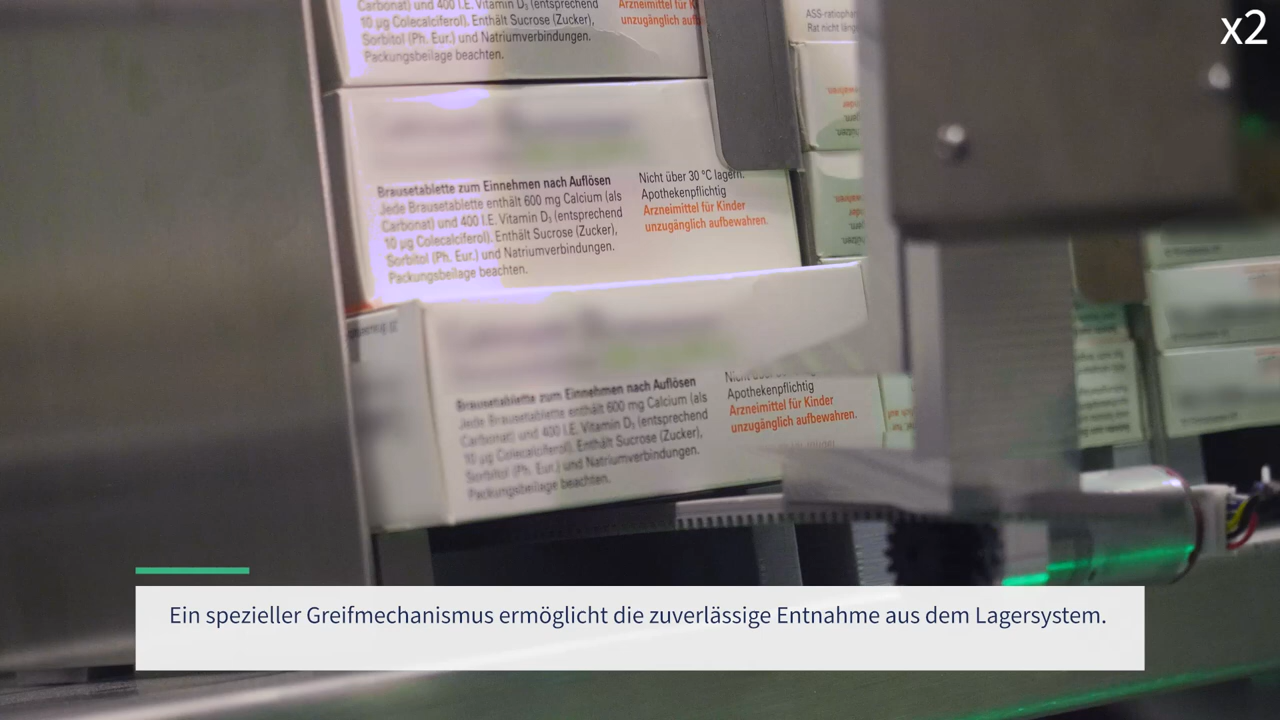 x2
Carbonat) und 400 I.E. Vitamin D₃ (entsprechend
10 µg Colecalciferol). Enthält Sucrose (Zucker),
Sorbitol (Ph. Eur.) und Natriumverbindungen.
Packungsbeilage beachten.
Arzneimittel für
unzugänglich
Rat nicht
Brausetablette zum Einnehmen nach Auflösen
Jede Brausetablette enthält 600 mg Calcium (als
Carbonat) und 400 I.E. Vitamin D₃ (entsprechend
10 µg Colecalciferol). Enthält Sucrose (Zucker),
Sorbitol (Ph. Eur.) und Natriumverbindungen.
Packungsbeilage beachten.
Nicht über 30 °C lagern.
Apothekenpflichtig
Arzneimittel für Kinder
unzugänglich aufbewahren.
Brausetablette zum Einnehmen nach Auflösen
Jede Brausetablette enthält 600 mg Calcium (als
Carbonat) und 400 I.E. Vitamin D₃ (entsprechend
10 µg Colecalciferol). Enthält Sucrose (Zucker),
Sorbitol (Ph. Eur.) und Natriumverbindungen.
Packungsbeilage beachten.
Apothekenpflichtig
Arzneimittel für Kinder
unzugänglich aufbewahren.
Ein spezieller Greifmechanismus ermöglicht die zuverlässige Entnahme aus dem Lagersystem.